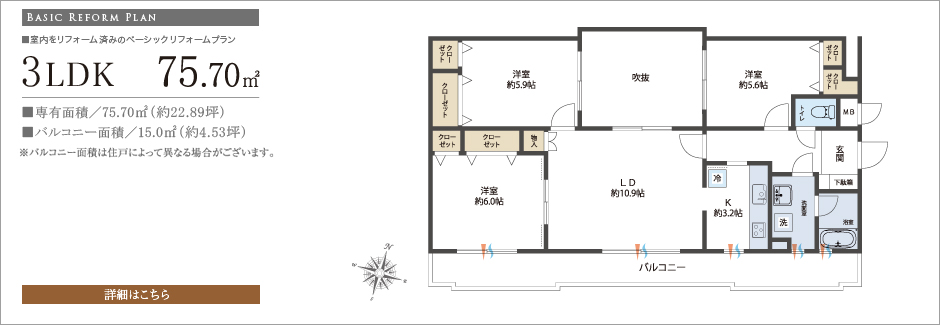 BASIC REFORM PLAN
■室内をリフォーム済みのベーシックリフォームプラン
3LDK 75.70㎡
■専有面積／75.70㎡（約22.89坪）
■バルコニー面積／15.0㎡（約4.53坪）
※バルコニー面積は住戸によって異なる場合がございます。
詳細はこちら
クローゼット
クローゼット
洋室
約5.9帖
吹抜
洋室
約5.6帖
クローゼット
クローゼット
トイレ
MB
クローゼット
クローゼット
物入
玄関
下駄箱
洋室
約6.0帖
LD
約10.9帖
冷
K
約3.2帖
洗面室
洗
浴室
バルコニー
N
W
E
S